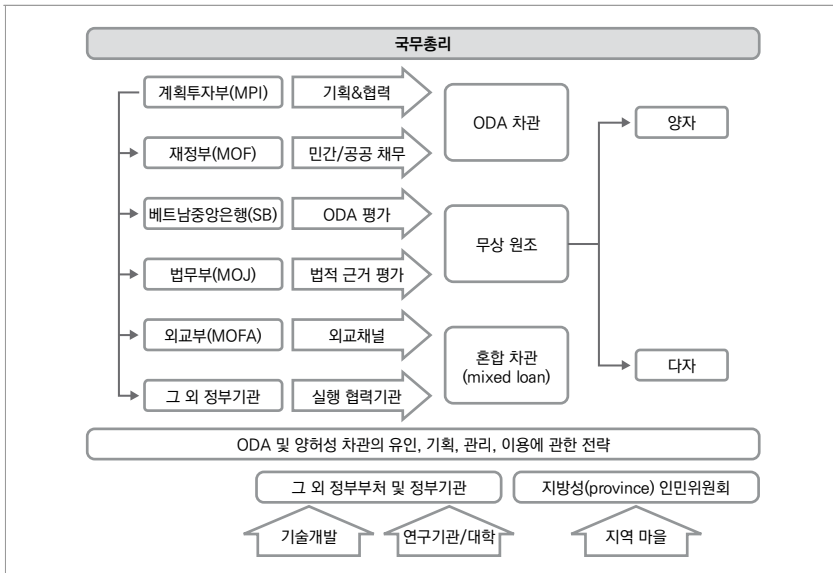 국무총리
계획투자부(MPI)
기획&협력
ODA 차관
양자
재정부(MOF)
민간/공공 채무
베트남중앙은행(SB)
ODA 평가
무상 원조
법무부(MOJ)
법적 근거 평가
외교부(MOFA)
외교채널
혼합 차관
(mixed loan)
다자
그 외 정부기관
실행 협력기관
ODA 및 양허성 차관의 유인, 기획, 관리, 이용에 관한 전략
그 외 정부부처 및 정부기관
지방성(province) 인민위원회
기술개발
연구기관/대학
지역 마을